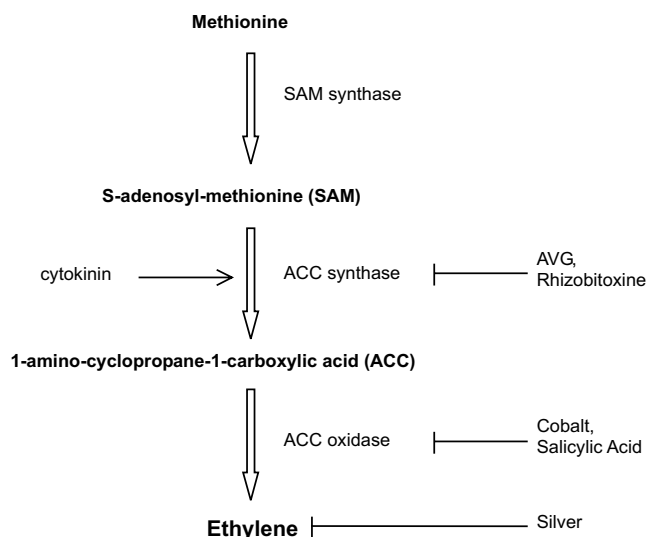 Methionine
SAM synthase
S-adenosyl-methionine (SAM)
cytokinin
ACC synthase
AVG,
Rhizobitoxine
1-amino-cyclopropane-1-carboxylic acid (ACC)
ACC oxidase
Cobalt,
Salicylic Acid
Ethylene
Silver